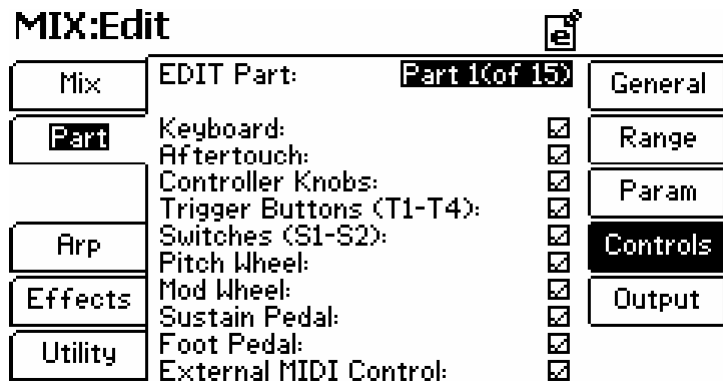 MIX:Edit
e
Mix
Part
Arp
Effects
Utility
EDIT Part: Part 1(of 15)
Keyboard:
Aftertouch:
Controller Knobs:
Trigger Buttons (T1-T4):
Switches (S1-S2):
Pitch Wheel:
Mod Wheel:
Sustain Pedal:
Foot Pedal:
External MIDI Control:
General
Range
Param
Controls
Output